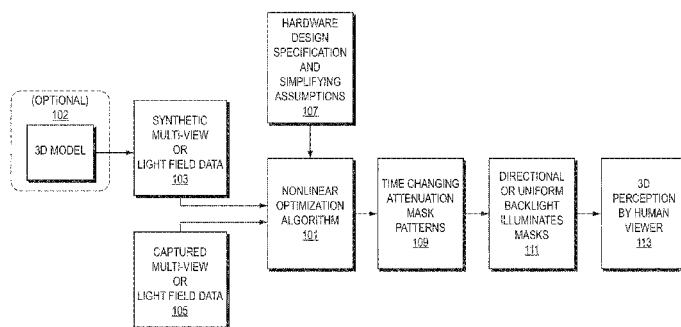 HARDWARE
DESIGN
SPECIFICATION
AND
SIMPLIFYING
ASSUMPTIONS
107
(OPTIONAL)
102
3D MODEL
SYNTHETIC
MULTI-VIEW
OR
LIGHT FIELD DATA
103
NONLINEAR
OPTIMIZATION
ALGORITHM
101
TIME CHANGING
ATTENUATION
MASK
PATTERNS
109
DIRECTIONAL
OR UNIFORM
BACKLIGHT
ILLUMINATES
MASKS
111
3D
PERCEPTION
BY HUMAN
VIEWER
113
CAPTURED
MULTI-VIEW
OR
LIGHT FIELD DATA
105